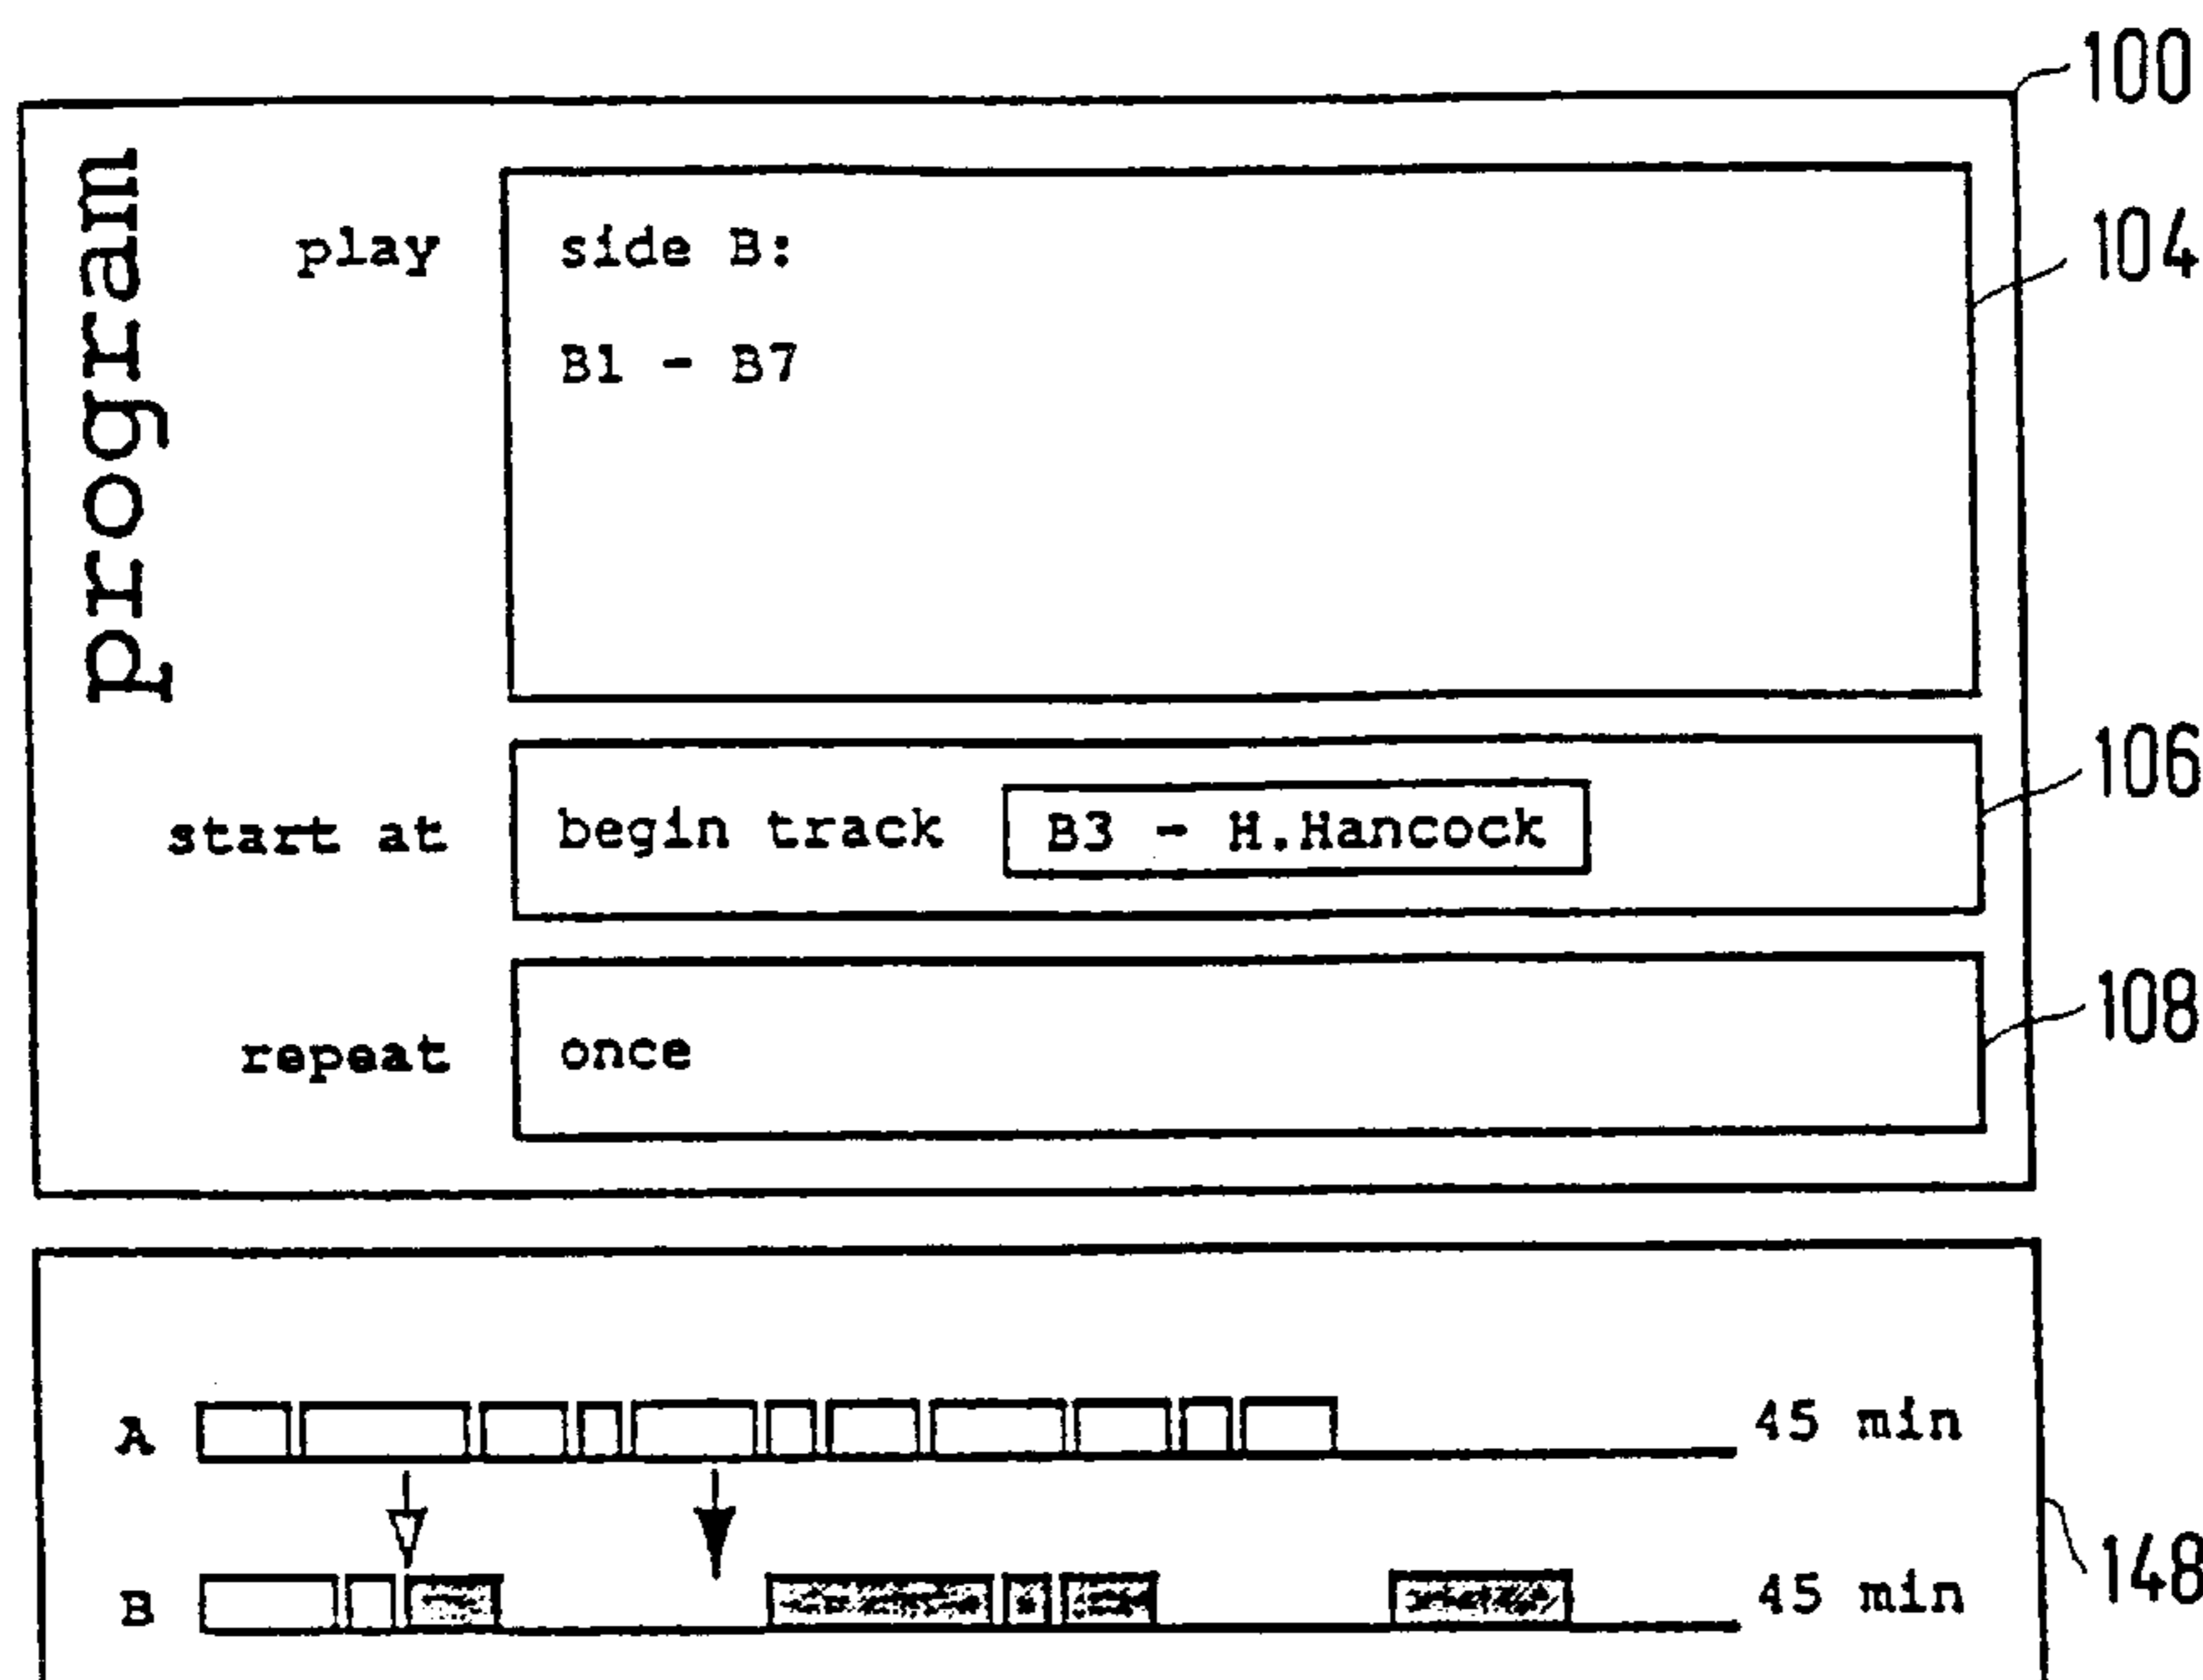 100
program
play
side B:
104
B1 - B7
start at
begin track
B3 - H.Hancock
106
repeat
once
108
A
45 min
B
45 min
148